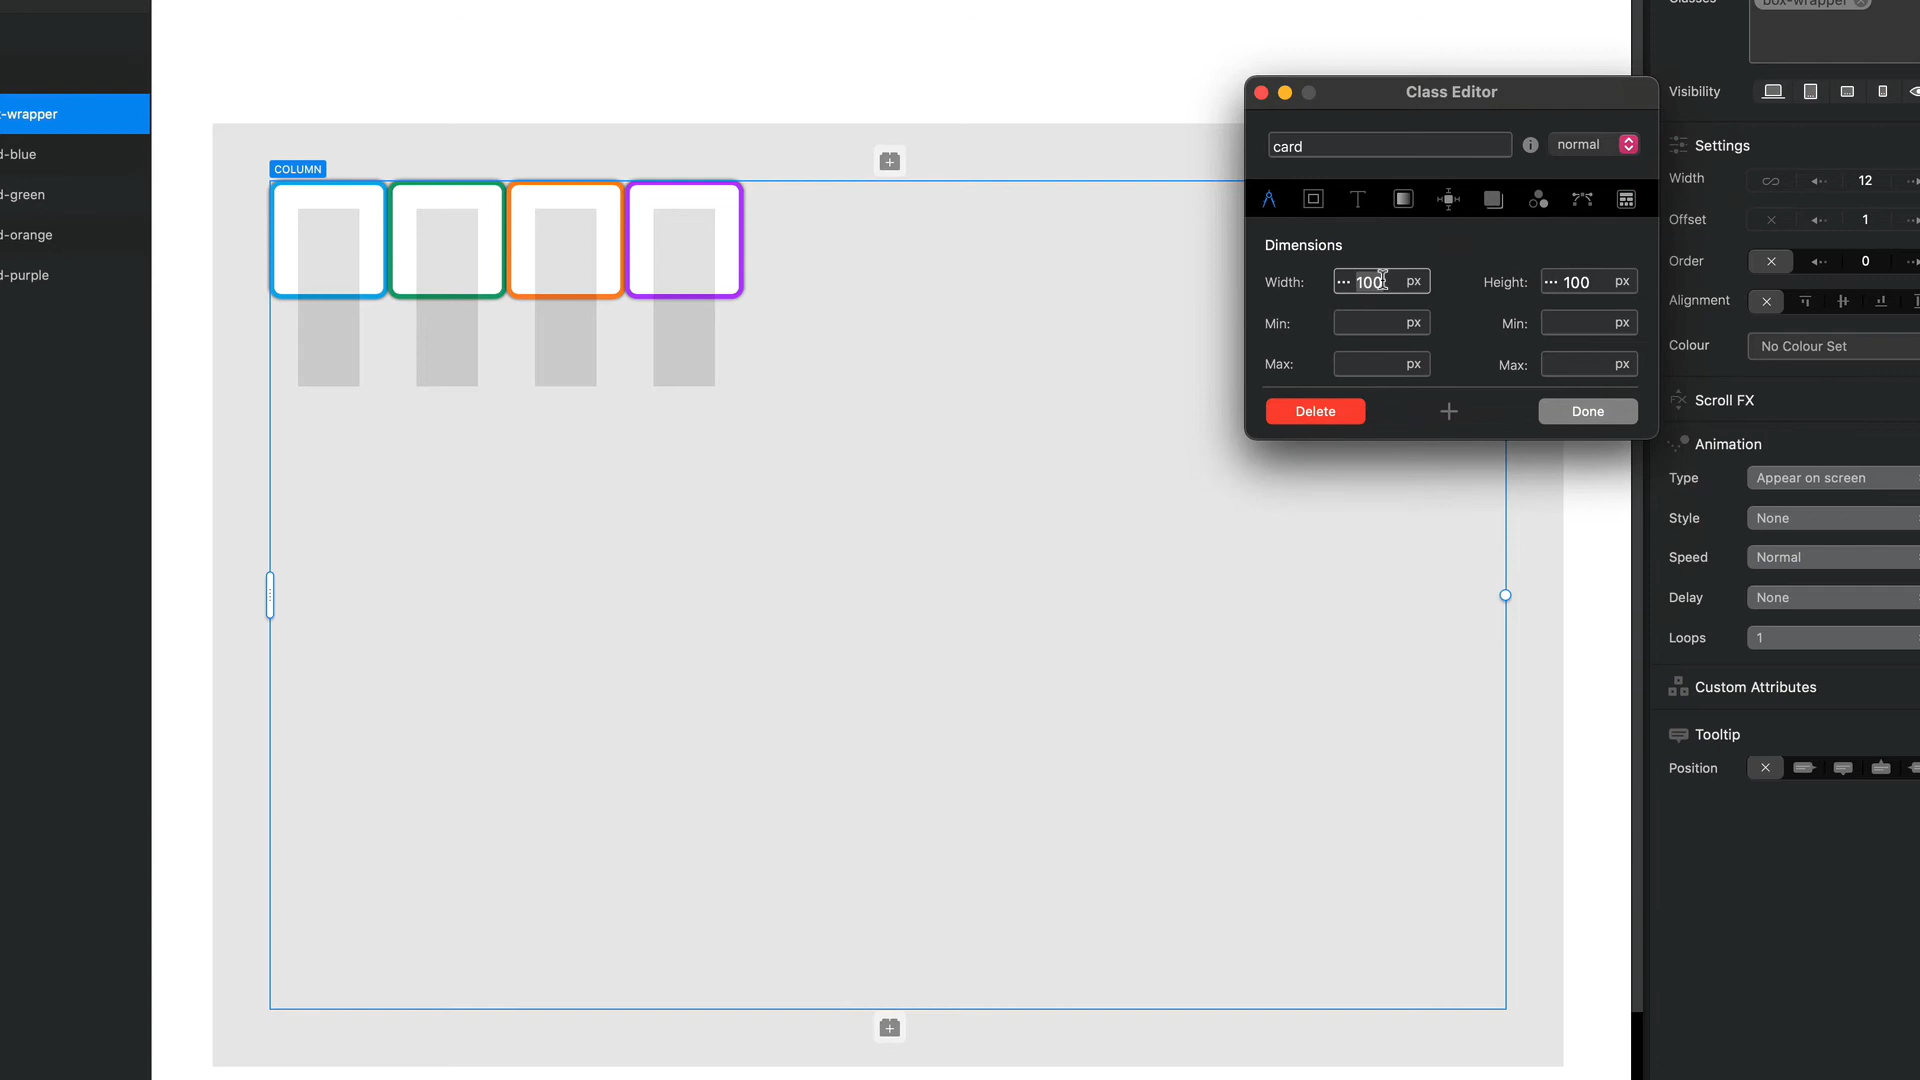 -wrapper
d-blue
d-green
d-orange
d-purple
COLUMN
Class Editor
card
normal
Dimensions
Width: 100 px
Height: 100 px
Min: px
Min: px
Max: px
Max: px
Delete
Done
box-wrapper
Visibility
Settings
Width 12
Offset 1
Order 0
Alignment
Colour No Colour Set
Scroll FX
Animation
Type Appear on screen
Style None
Speed Normal
Delay None
Loops 1
Custom Attributes
Tooltip
Position